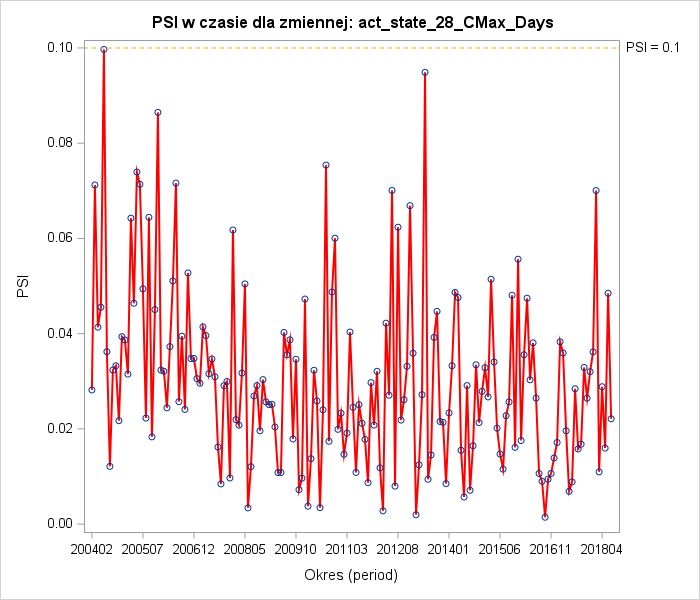 PSI w czasie dla zmiennej: act_state_28_CMax_Days
0.10
PSI = 0.1
0.08
0.06
0.04
0.02
0.00
PSI
200402 200507 200612 200805 200910 201103 201208 201401 201506 201611 201804
Okres (period)